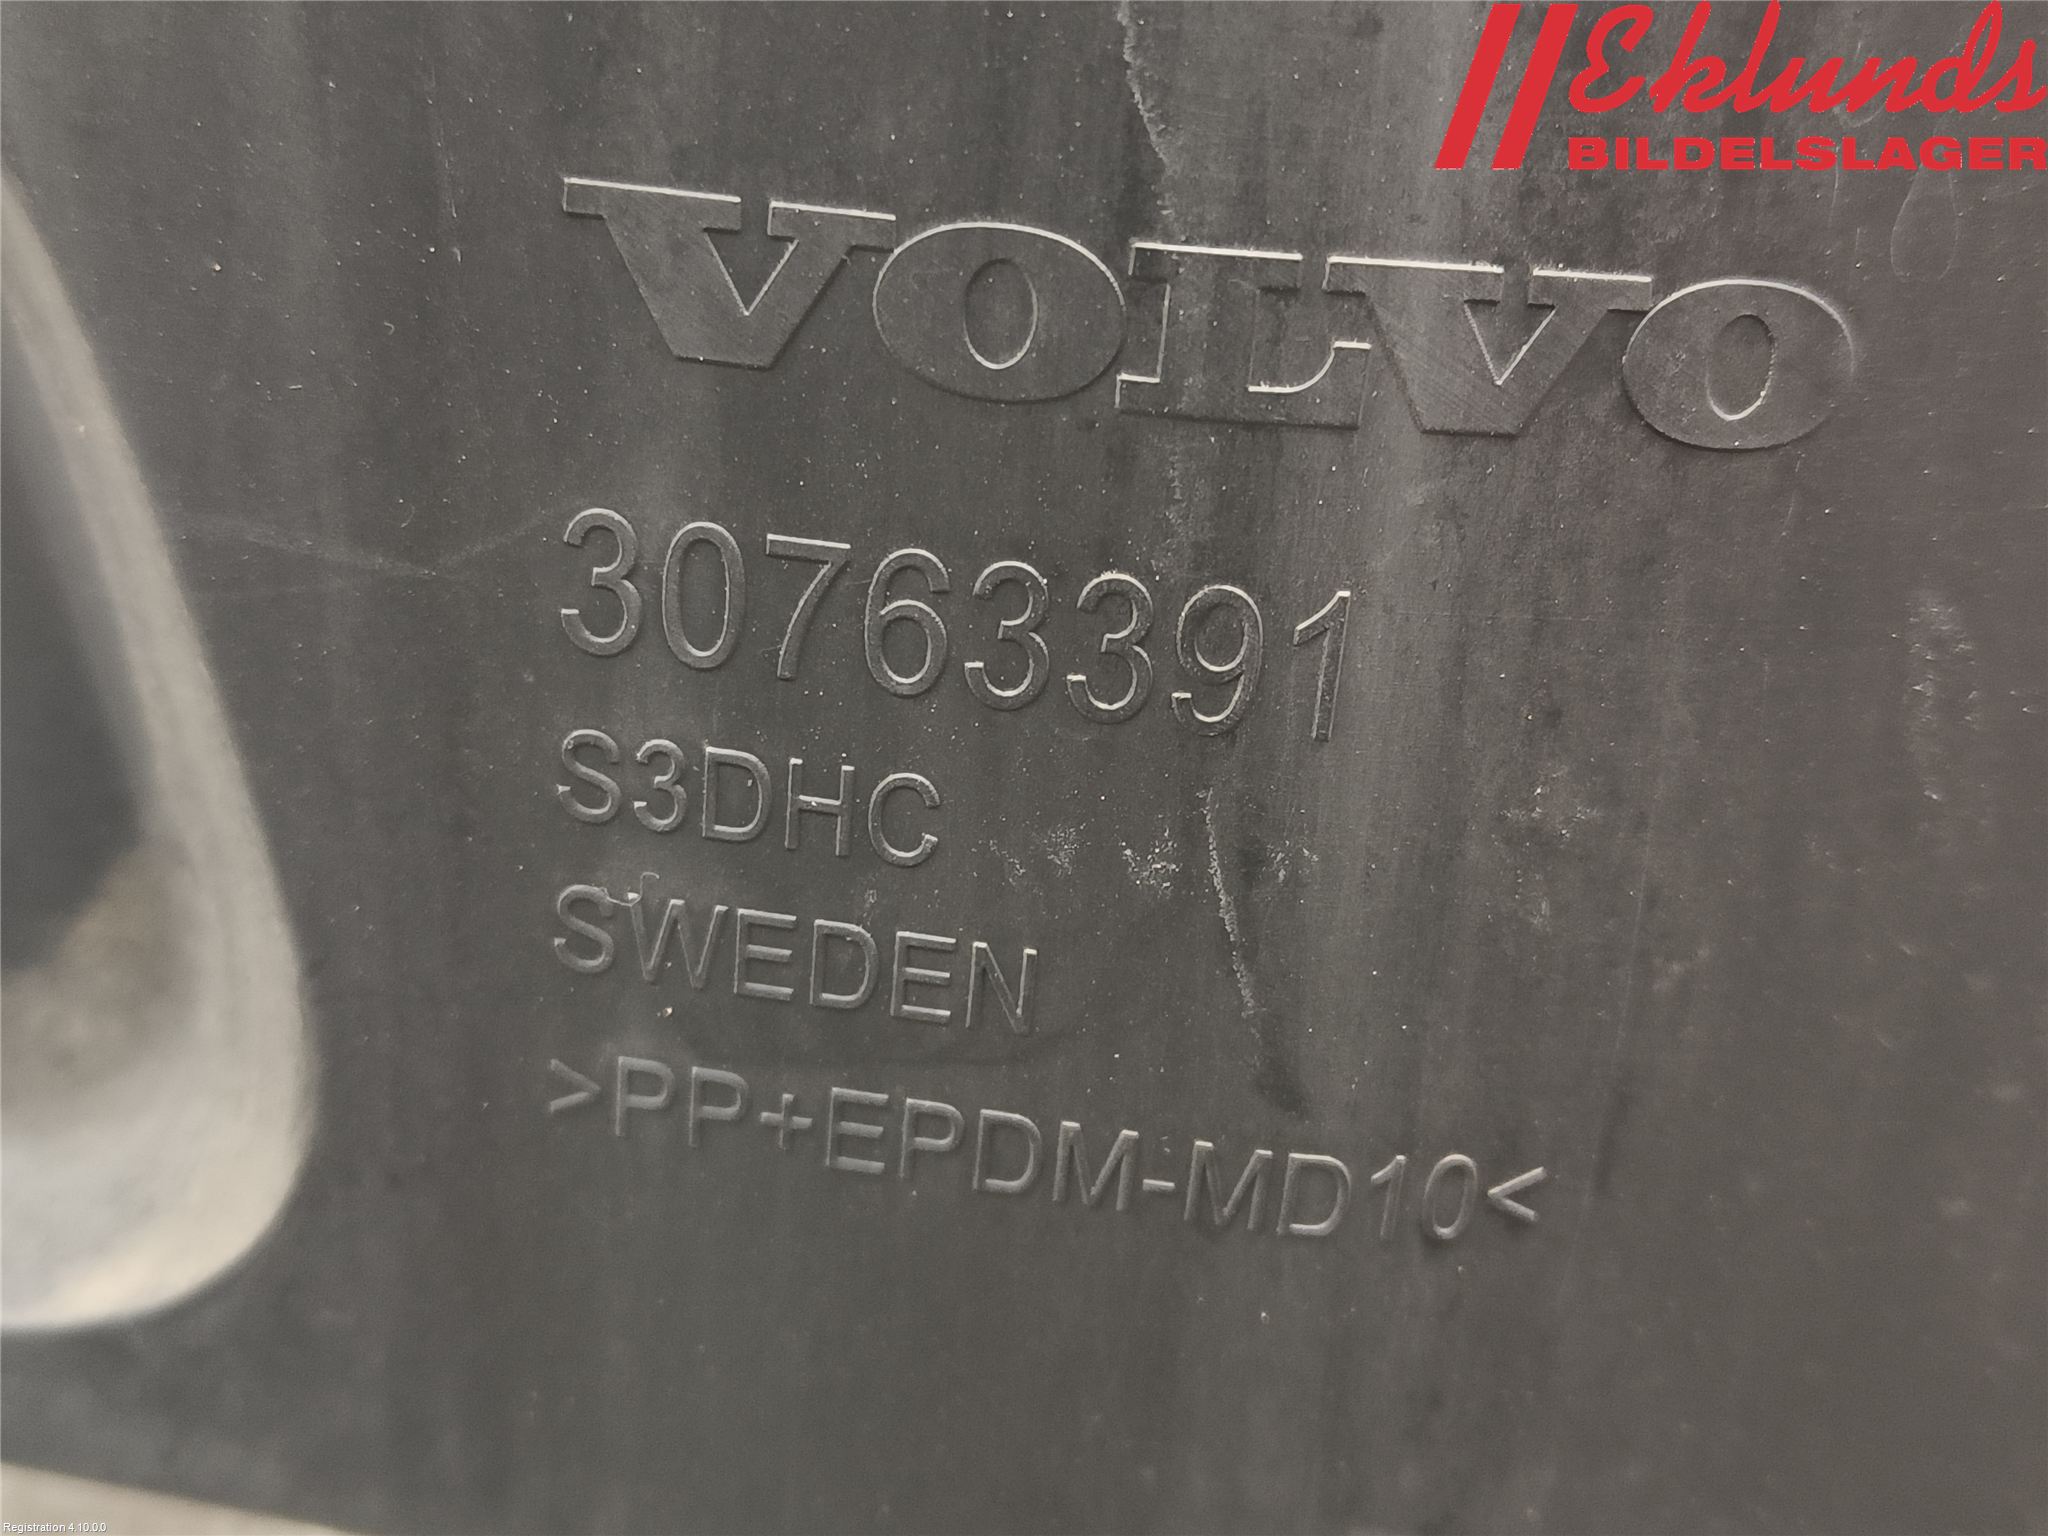 Eklunds
BILDELSLAGER
VOLVO
30763391
S3DHC
SWEDEN
>PP+EPDM-MD10<
Registration 4.10.0.0